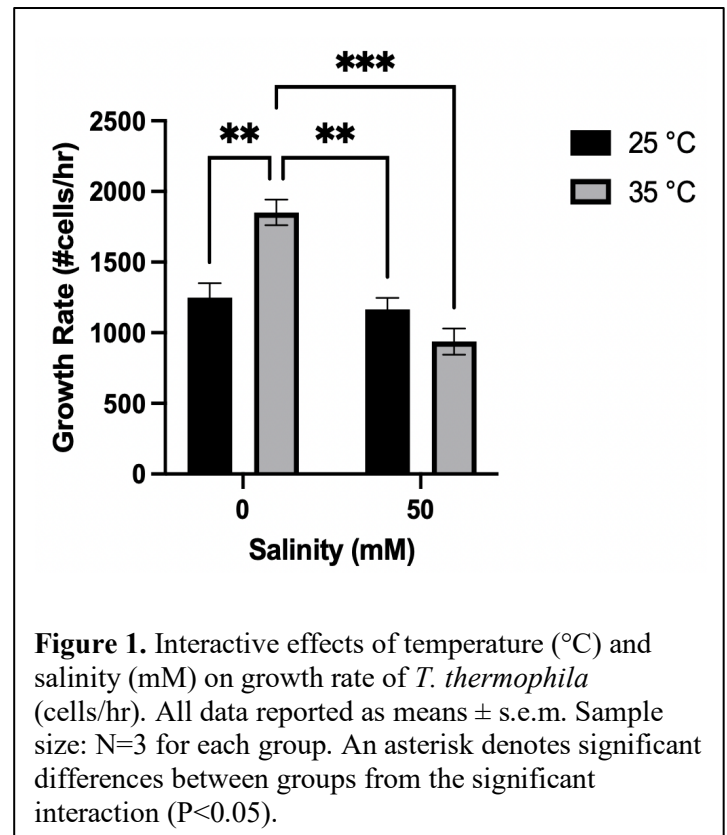 ***
** **
2500
2000
1500
1000
500
0
Growth Rate (#cells/hr)
25 °C
35 °C
0 50
Salinity (mM)
Figure 1. Interactive effects of temperature (°C) and
salinity (mM) on growth rate of T. thermophila
(cells/hr). All data reported as means ± s.e.m. Sample
size: N=3 for each group. An asterisk denotes significant
differences between groups from the significant
interaction (P<0.05).